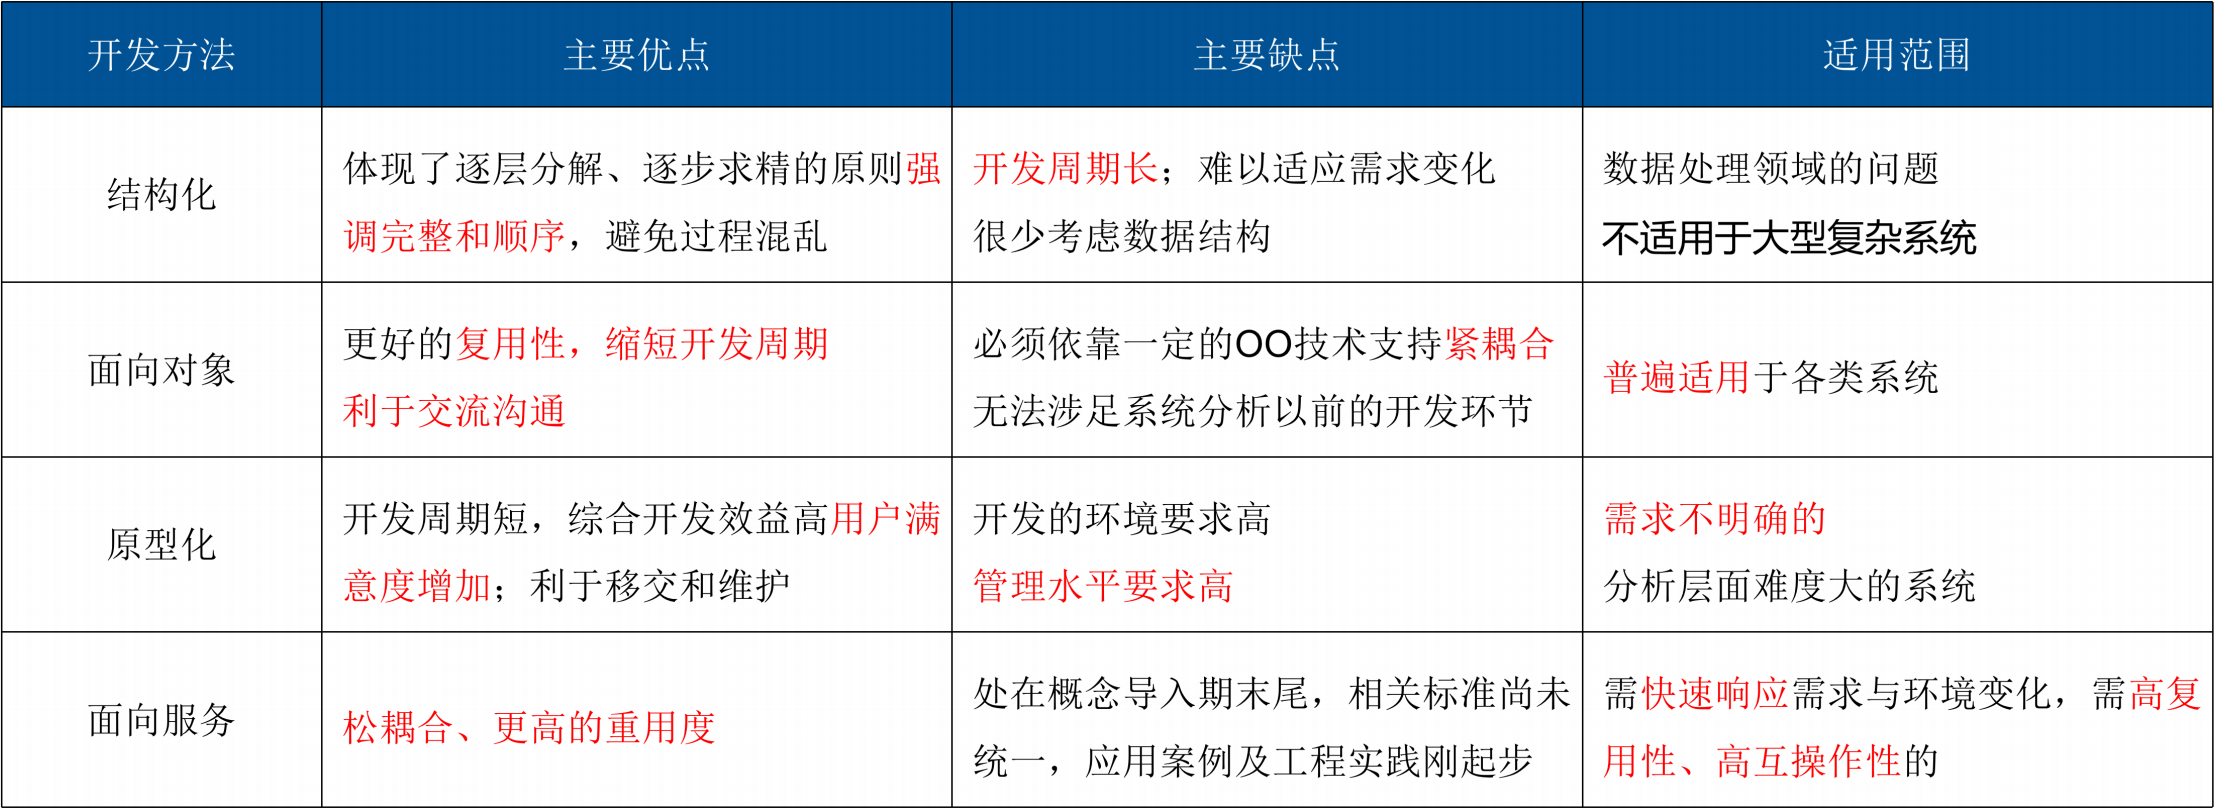 开发方法 主要优点 主要缺点 适用范围
结构化
体现了逐层分解、逐步求精的原则强
调完整和顺序，避免过程混乱
开发周期长；难以适应需求变化
很少考虑数据结构
数据处理领域的问题
不适用于大型复杂系统
面向对象
更好的复用性，缩短开发周期
利于交流沟通
必须依靠一定的OO技术支持紧耦合
无法涉足系统分析以前的开发环节
普遍适用于各类系统
原型化
开发周期短，综合开发效益高用户满
意度增加；利于移交和维护
开发的环境要求高
管理水平要求高
需求不明确的
分析层面难度大的系统
面向服务
松耦合、更高的重用度
处在概念导入期末尾，相关标准尚未
统一，应用案例及工程实践刚起步
需快速响应需求与环境变化，需高复
用性、高互操作性的